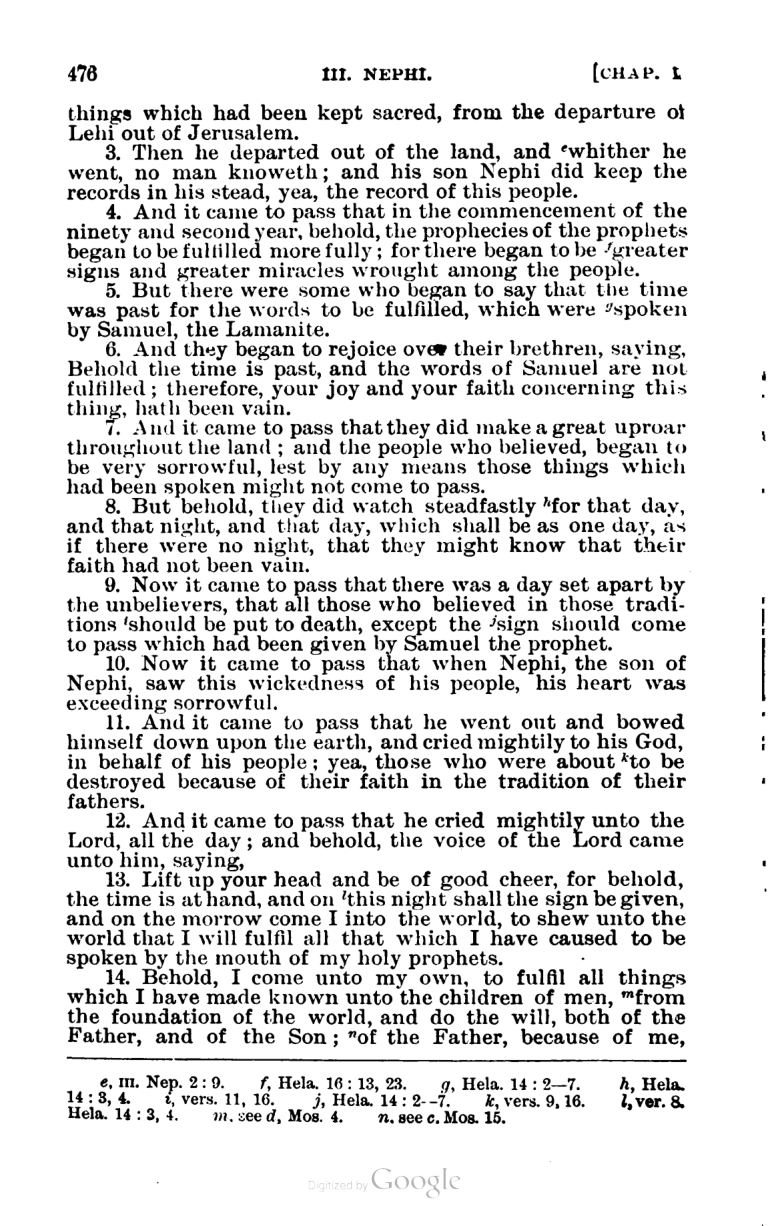 476 III. NEPHI. [CHAP. I.
things which had been kept sacred, from the departure of
Lehi out of Jerusalem.
3. Then he departed out of the land, and ᵉwhither he
went, no man knoweth; and his son Nephi did keep the
records in his stead, yea, the record of this people.
4. And it came to pass that in the commencement of the
ninety and second year, behold, the prophecies of the prophets
began to be fulfilled more fully; for there began to be ᶠgreater
signs and greater miracles wrought among the people.
5. But there were some who began to say that the time
was past for the words to be fulfilled, which were ᵍspoken
by Samuel, the Lamanite.
6. And they began to rejoice over their brethren, saying,
Behold the time is past, and the words of Samuel are not
fulfilled; therefore, your joy and your faith concerning this
thing, hath been vain.
7. And it came to pass that they did make a great uproar
throughout the land; and the people who believed, began to
be very sorrowful, lest by any means those things which
had been spoken might not come to pass.
8. But behold, they did watch steadfastly ʰfor that day,
and that night, and that day, which shall be as one day, as
if there were no night, that they might know that their
faith had not been vain.
9. Now it came to pass that there was a day set apart by
the unbelievers, that all those who believed in those tradi-
tions ⁱshould be put to death, except the ʲsign should come
to pass which had been given by Samuel the prophet.
10. Now it came to pass that when Nephi, the son of
Nephi, saw this wickedness of his people, his heart was
exceeding sorrowful.
11. And it came to pass that he went out and bowed
himself down upon the earth, and cried mightily to his God,
in behalf of his people; yea, those who were about ᵏto be
destroyed because of their faith in the tradition of their
fathers.
12. And it came to pass that he cried mightily unto the
Lord, all the day; and behold, the voice of the Lord came
unto him, saying,
13. Lift up your head and be of good cheer, for behold,
the time is at hand, and on ˡthis night shall the sign be given,
and on the morrow come I into the world, to shew unto the
world that I will fulfil all that which I have caused to be
spoken by the mouth of my holy prophets.
14. Behold, I come unto my own, to fulfil all things
which I have made known unto the children of men, ᵐfrom
the foundation of the world, and do the will, both of the
Father, and of the Son; ⁿof the Father, because of me,
e, III. Nep. 2: 9. f, Hela. 16: 13, 23. g, Hela. 14: 2—7. h, Hela.
14: 3, 4. i, vers. 11, 16. j, Hela. 14: 2--7. k, vers. 9, 16. l, ver. 8.
Hela. 14: 3, 4. m, see d, Mos. 4. n, see c, Mos. 15.
Digitized by Google